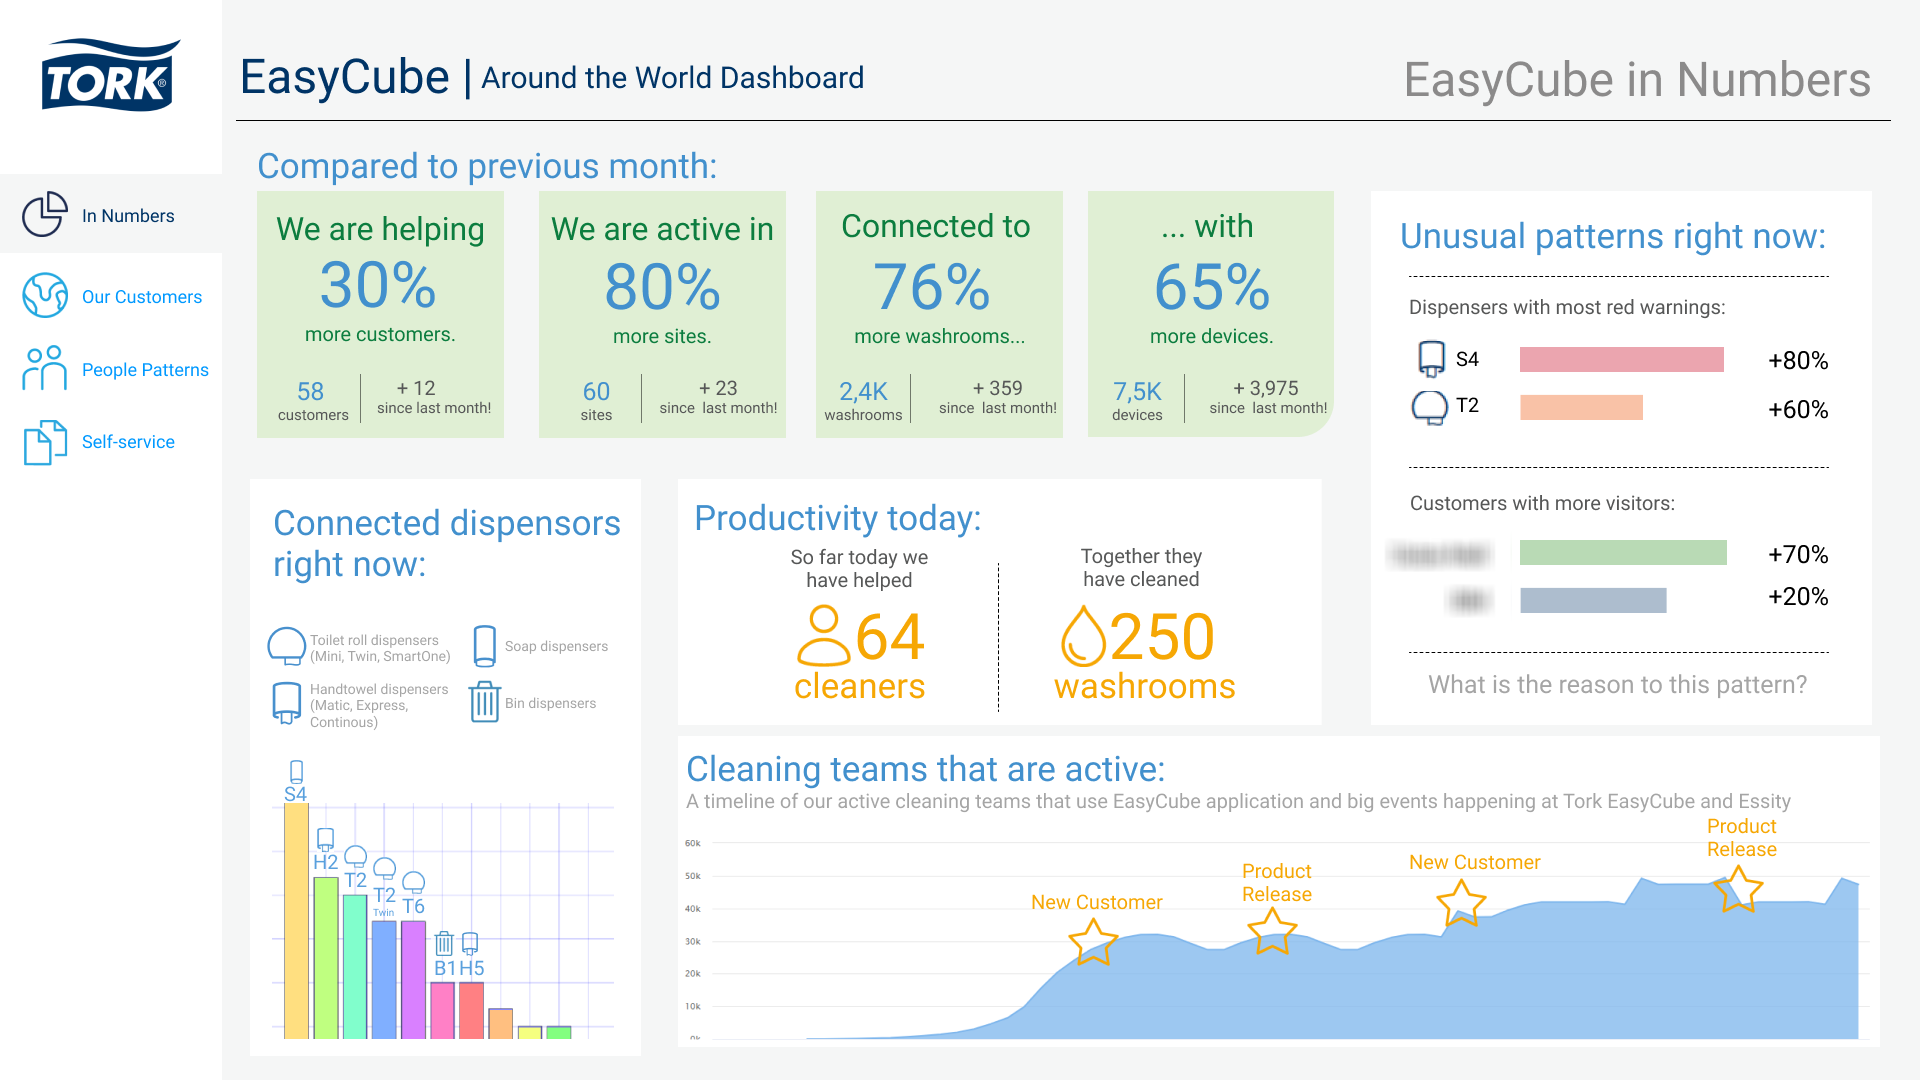 TORK®
EasyCube | Around the World Dashboard
EasyCube in Numbers
In Numbers
Our Customers
People Patterns
Self-service
Compared to previous month:
We are helping
30%
more customers.
58
customers
+ 12
since last month!
We are active in
80%
more sites.
60
sites
+ 23
since last month!
Connected to
76%
more washrooms...
2,4K
washrooms
+ 359
since last month!
... with
65%
more devices.
7,5K
devices
+ 3,975
since last month!
Unusual patterns right now:
Dispensers with most red warnings:
S4
+80%
T2
+60%
Customers with more visitors:
+70%
+20%
What is the reason to this pattern?
Connected dispensors
right now:
Toilet roll dispensers
(Mini, Twin, SmartOne)
Soap dispensers
Handtowel dispensers
(Matic, Express,
Continous)
Bin dispensers
S4
H2
T2
T2
Twin
T6
B1
H5
Productivity today:
So far today we
have helped
64
cleaners
Together they
have cleaned
250
washrooms
Cleaning teams that are active:
A timeline of our active cleaning teams that use EasyCube application and big events happening at Tork EasyCube and Essity
60k
50k
40k
30k
20k
10k
0k
New Customer
Product
Release
New Customer
Product
Release